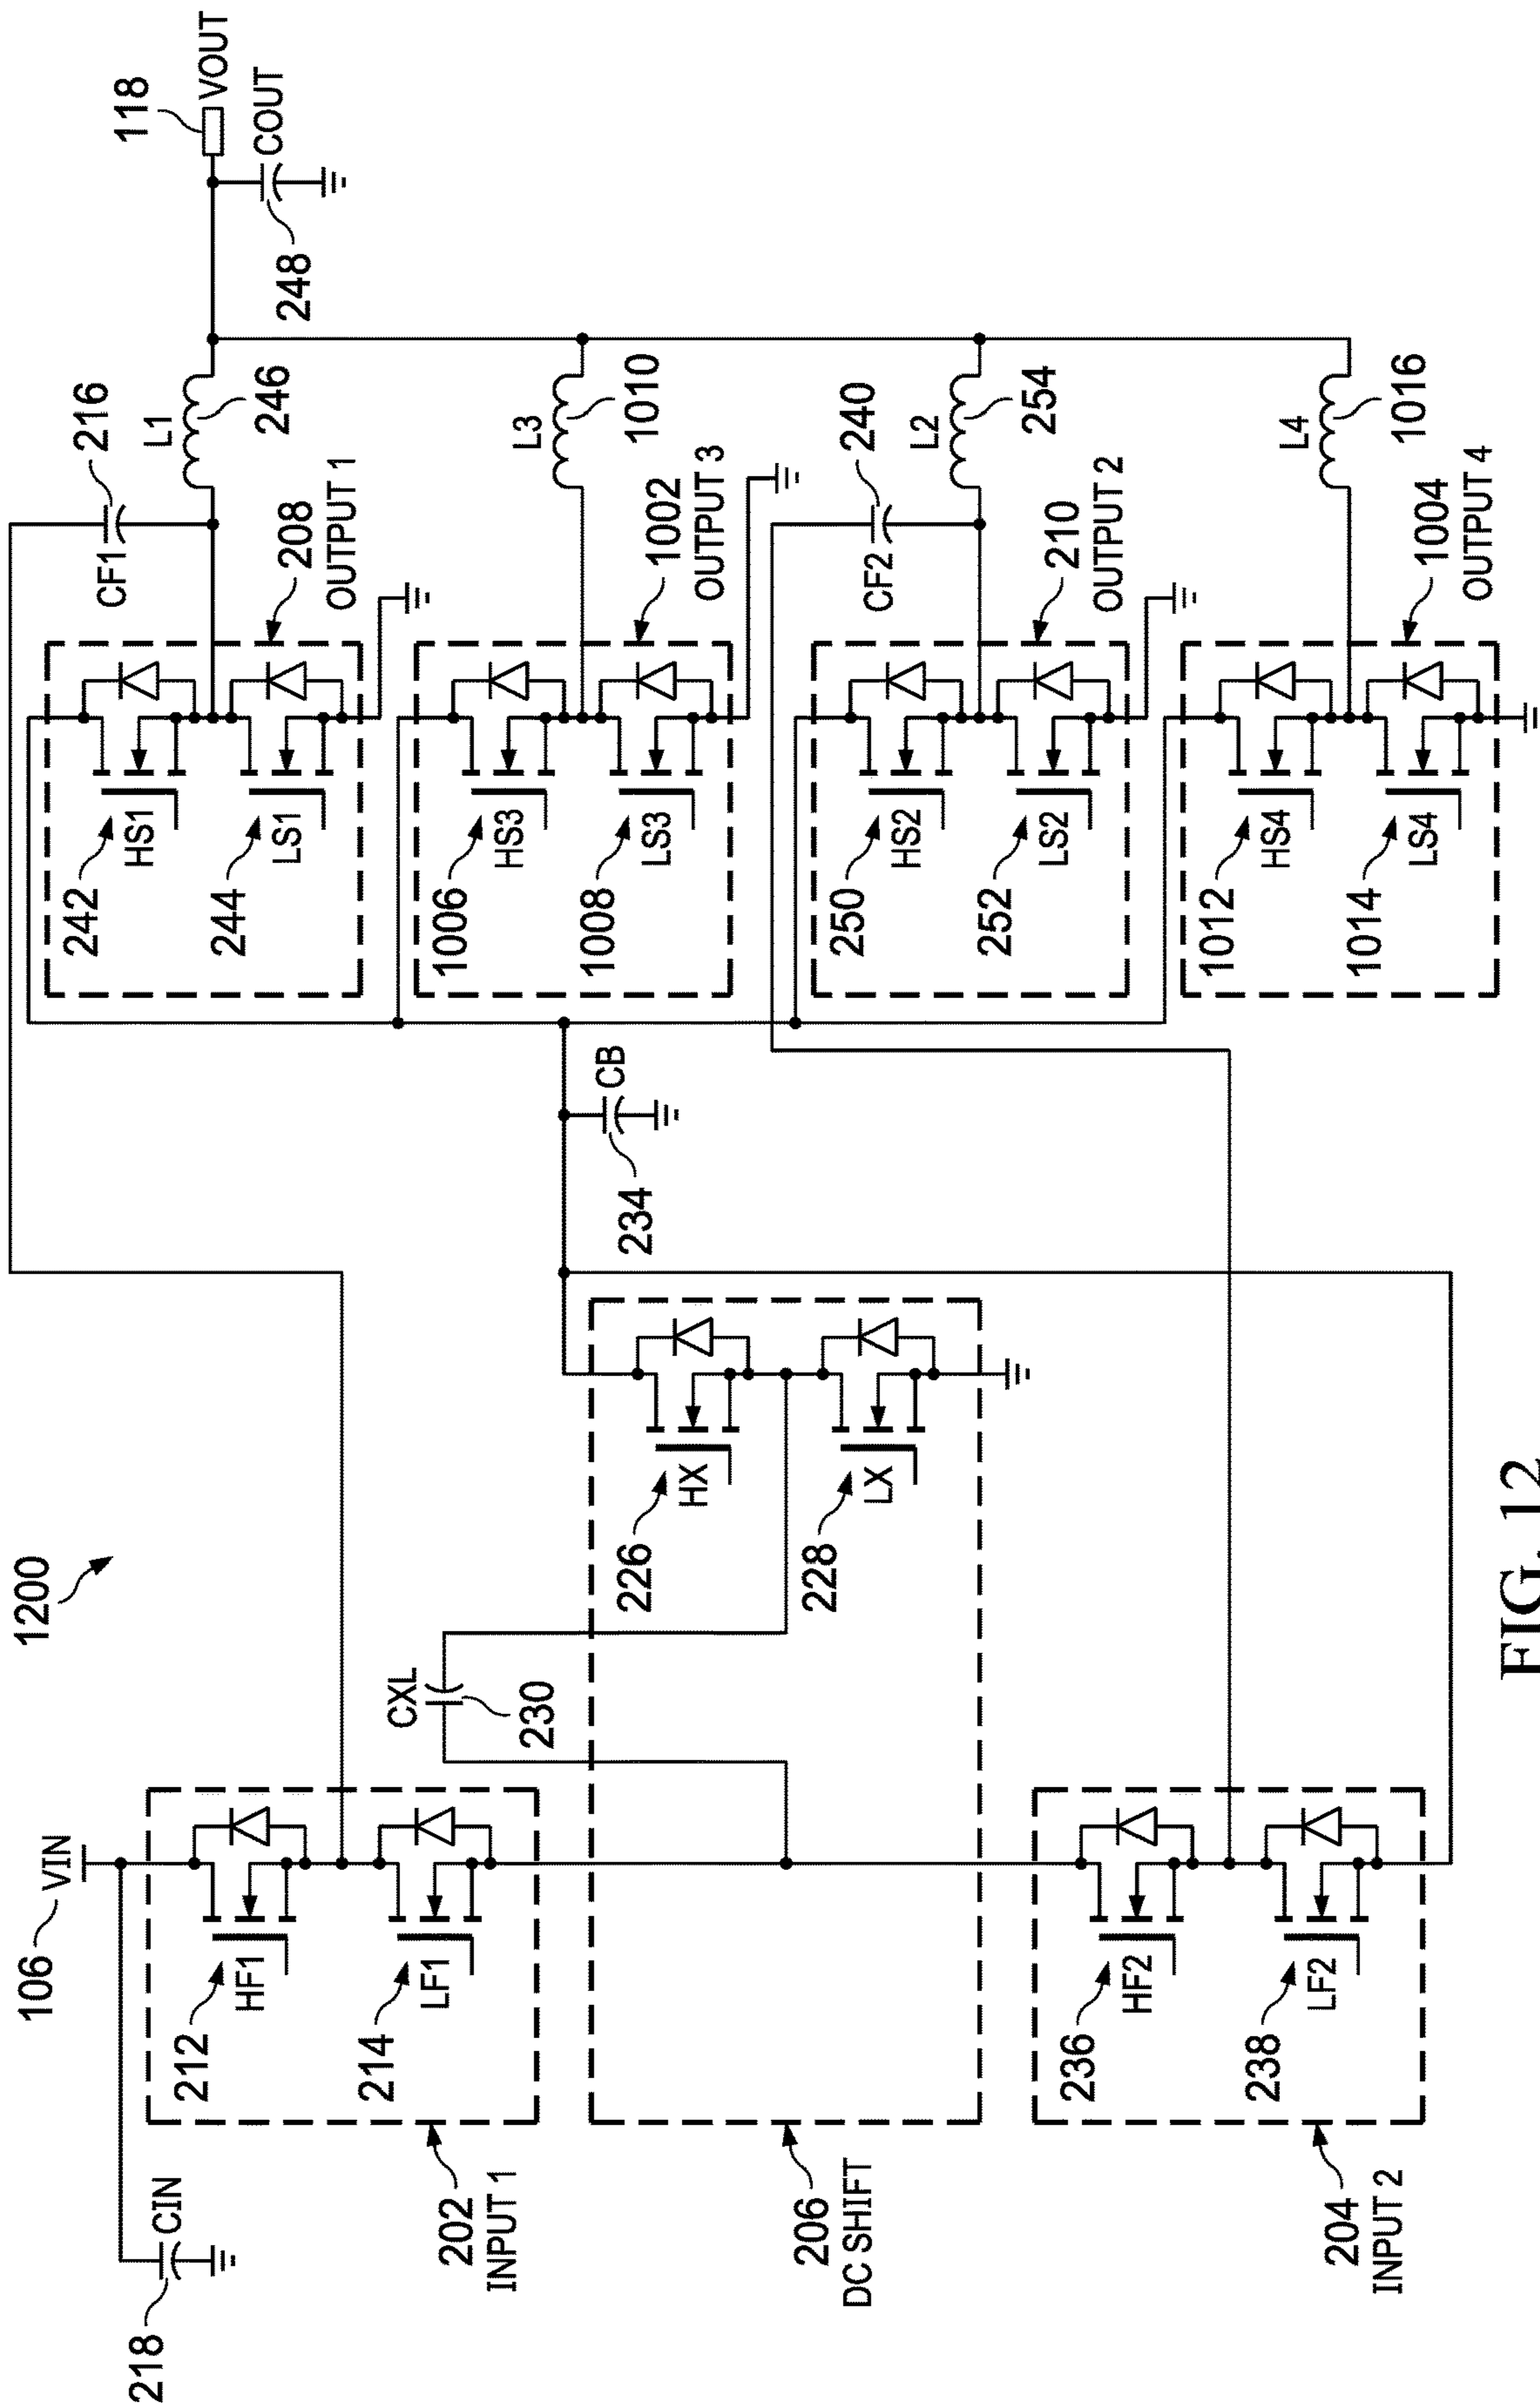 1200
106
VIN
218
CIN
212
HF1
214
LF1
202
INPUT 1
CXL
230
206
DC SHIFT
226
HX
228
LX
236
HF2
238
LF2
204
INPUT 2
234
CB
242
HS1
244
LS1
208
OUTPUT 1
CF1
216
L1
246
1006
HS3
1008
LS3
1002
OUTPUT 3
L3
1010
250
HS2
252
LS2
210
OUTPUT 2
CF2
240
L2
254
1012
HS4
1014
LS4
1004
OUTPUT 4
L4
1016
248
COUT
118
VOUT
FIG. 12